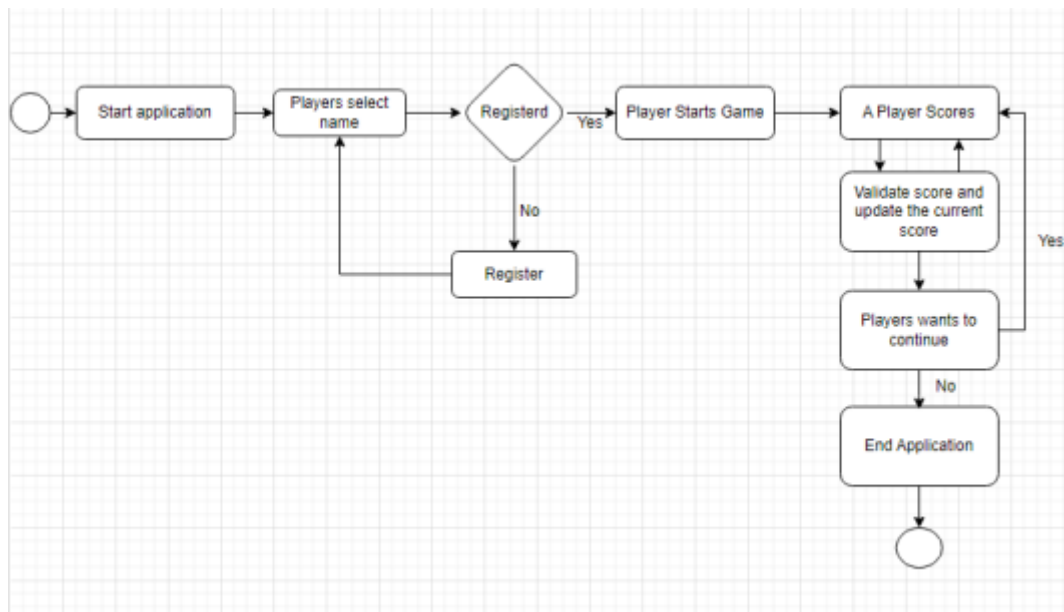 Start application
Players select
name
Registerd
Yes
Player Starts Game
A Player Scores
Validate score and
update the current
score
No
Yes
Register
Players wants to
continue
No
End Application